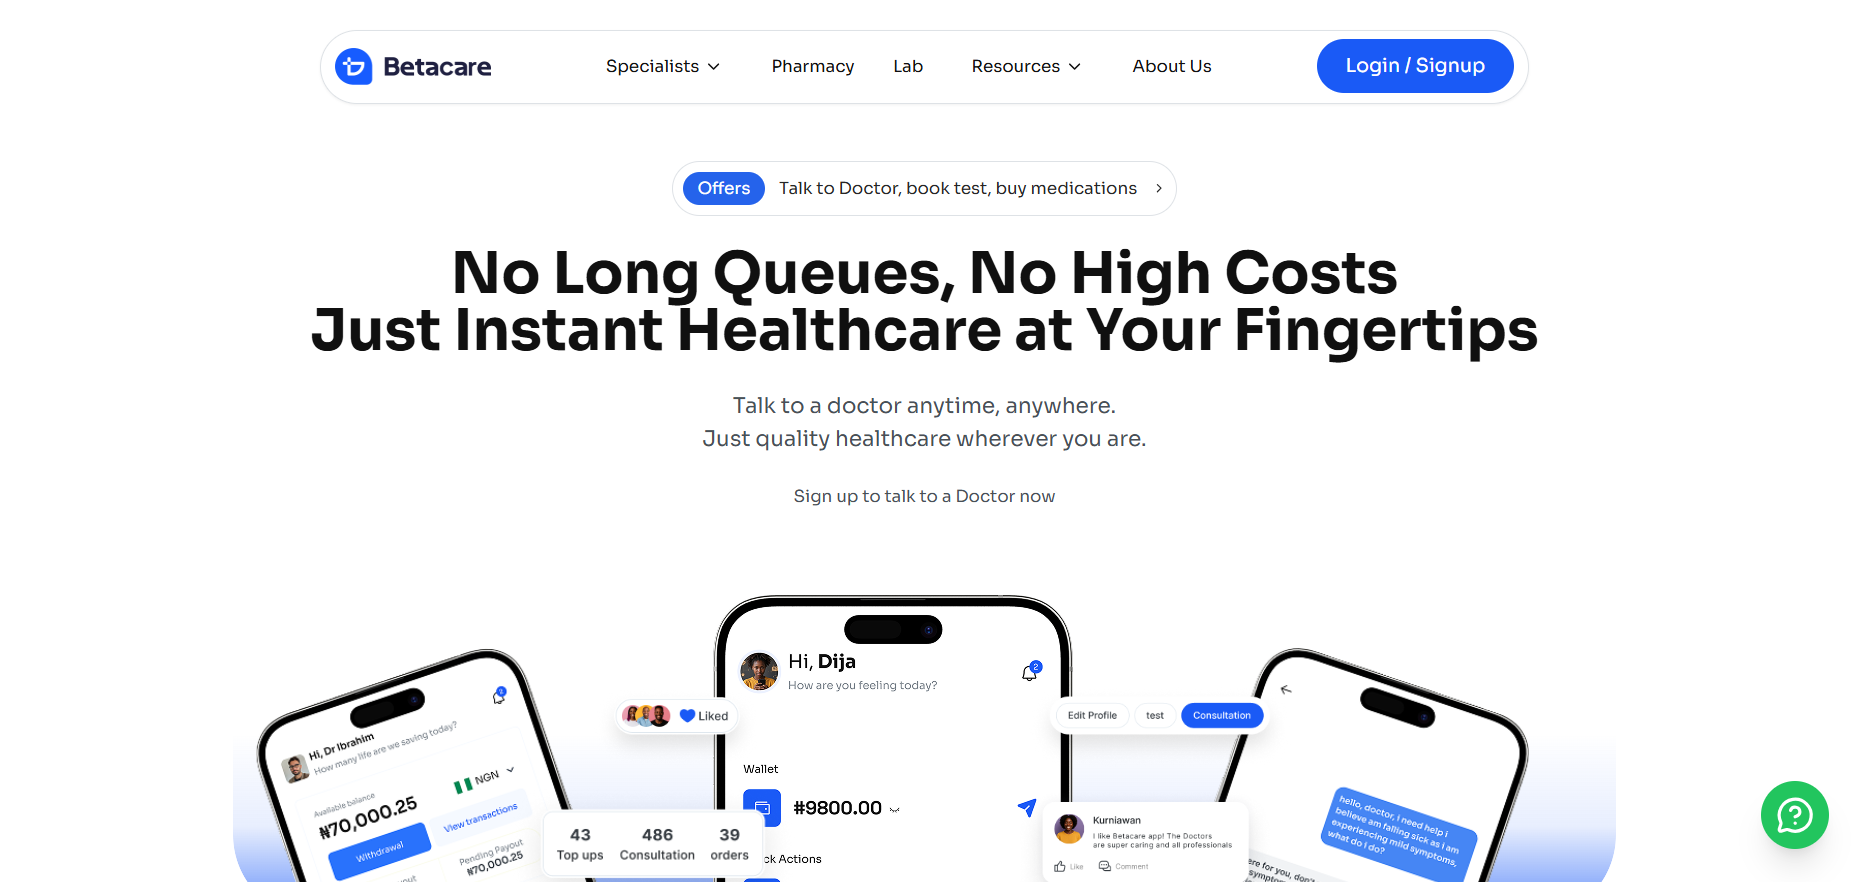 Betacare
Specialists
Pharmacy
Lab
Resources
About Us
Login / Signup
Offers
Talk to Doctor, book test, buy medications
No Long Queues, No High Costs
Just Instant Healthcare at Your Fingertips
Talk to a doctor anytime, anywhere.
Just quality healthcare wherever you are.
Sign up to talk to a Doctor now
2
Hi, Dr Ibrahim
How many life are we saving today?
Available balance
NGN
₦70,000.25
View transactions
Withdrawal
Pending Payout
₦70,000.25
Liked
43
Top ups
486
Consultation
39
orders
Hi, Dija
How are you feeling today?
2
Wallet
₦9800.00
ck Actions
Edit Profile
test
Consultation
Kurniawan
I like Betacare app! The Doctors
are super caring and all professionals
Like
Comment
hello, doctor, i need help i
believe am falling sick as i am
experiencing mild symptoms,
what do i do?
ere for you, don'
symptom